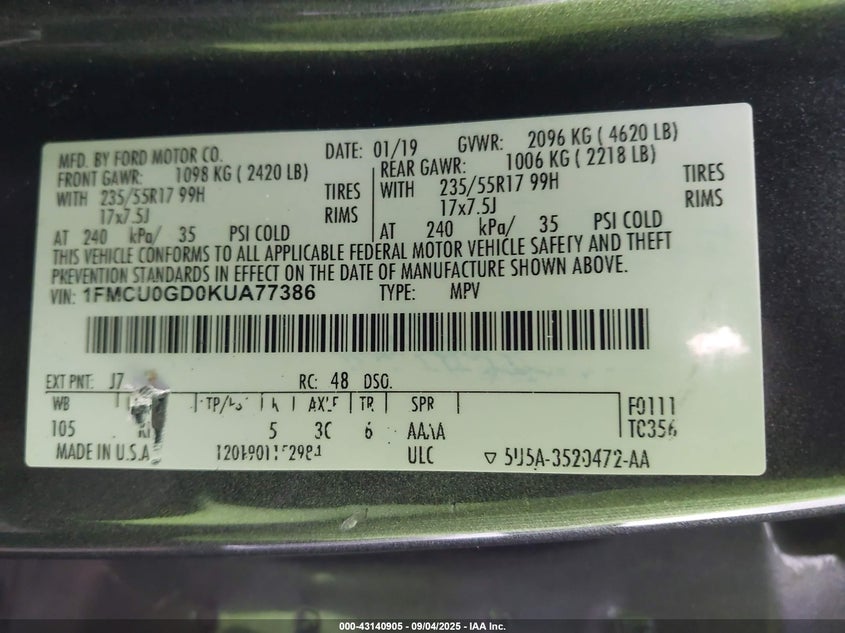 MFD. BY FORD MOTOR CO. DATE: 01/19 GVWR: 2096 KG ( 4620 LB)
FRONT GAWR: 1098 KG ( 2420 LB) REAR GAWR: 1006 KG ( 2218 LB)
WITH 235/55R17 99H TIRES WITH 235/55R17 99H TIRES
17x7.5J RIMS 17x7.5J RIMS
AT 240 kPa/ 35 PSI COLD AT 240 kPa/ 35 PSI COLD
THIS VEHICLE CONFORMS TO ALL APPLICABLE FEDERAL MOTOR VEHICLE SAFETY AND THEFT
PREVENTION STANDARDS IN EFFECT ON THE DATE OF MANUFACTURE SHOWN ABOVE.
VIN: 1FMCU0GD0KUA77386 TYPE: MPV
EXT PNT: J7 RC: 48 DSO:
WB AXLE TR SPR F0111
105 5 6 TC356
MADE IN U.S.A ULC ▽ 5U5A-3520472-AA
000-43140905 - 09/04/2025 - IAA Inc.